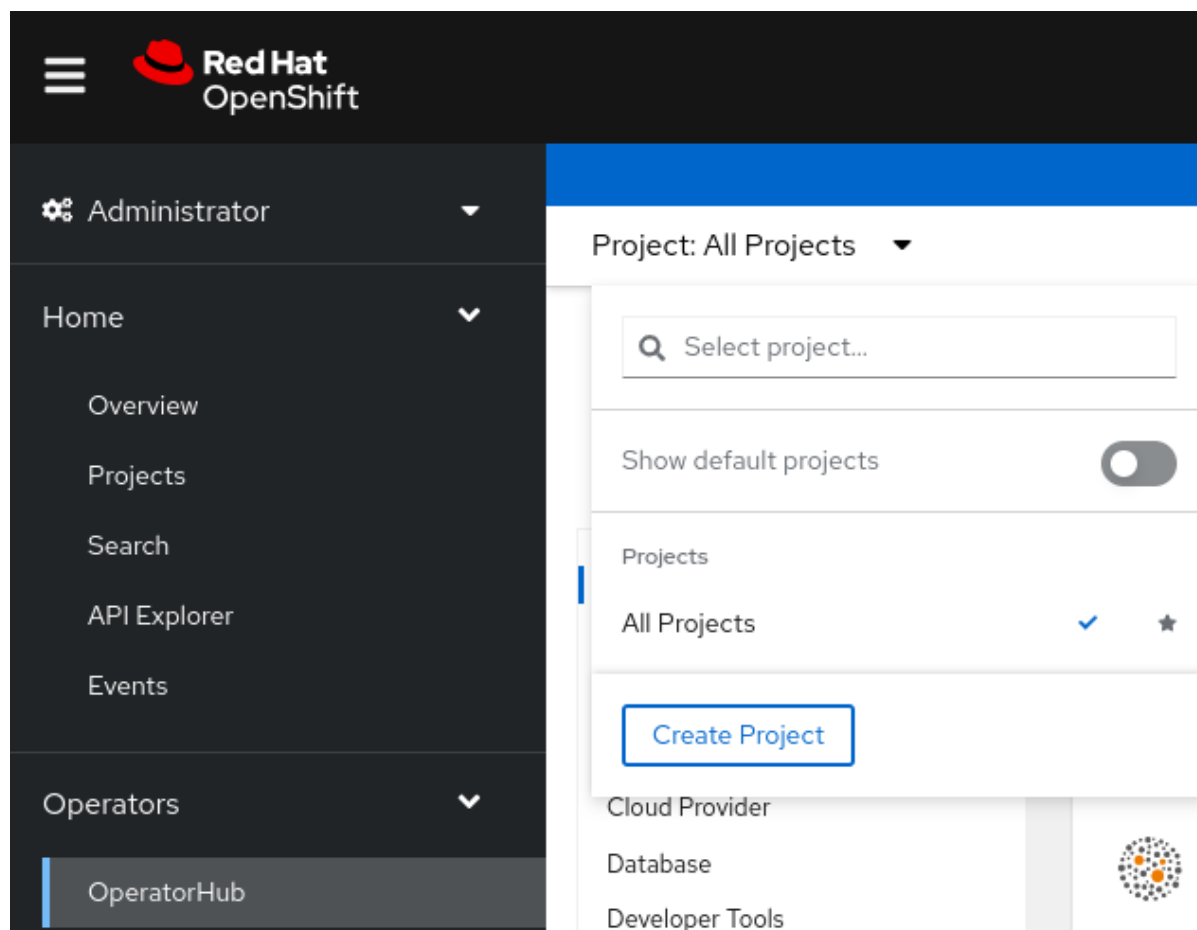 Red Hat
OpenShift
Administrator
Home
Overview
Projects
Search
API Explorer
Events
Operators
OperatorHub
Project: All Projects
Select project...
Show default projects
Projects
All Projects
Create Project
Cloud Provider
Database
Developer Tools